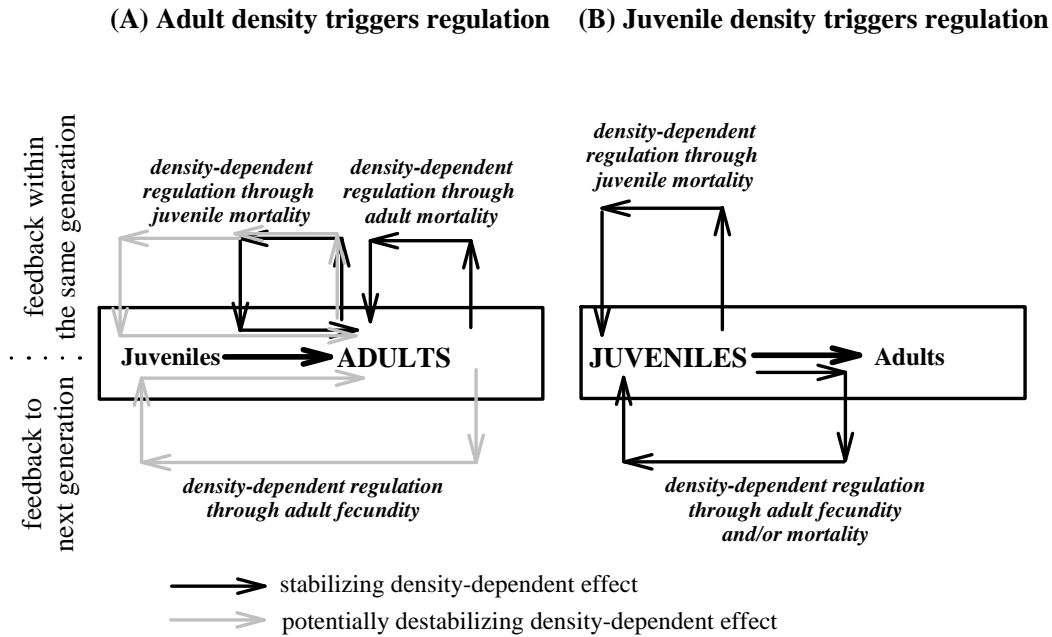 (A) Adult density triggers regulation
(B) Juvenile density triggers regulation
feedback within
the same generation
feedback to
next generation
density-dependent
regulation through
juvenile mortality
density-dependent
regulation through
adult mortality
Juveniles
ADULTS
density-dependent regulation
through adult fecundity
density-dependent
regulation through
juvenile mortality
JUVENILES
Adults
density-dependent regulation
through adult fecundity
and/or mortality
stabilizing density-dependent effect
potentially destabilizing density-dependent effect